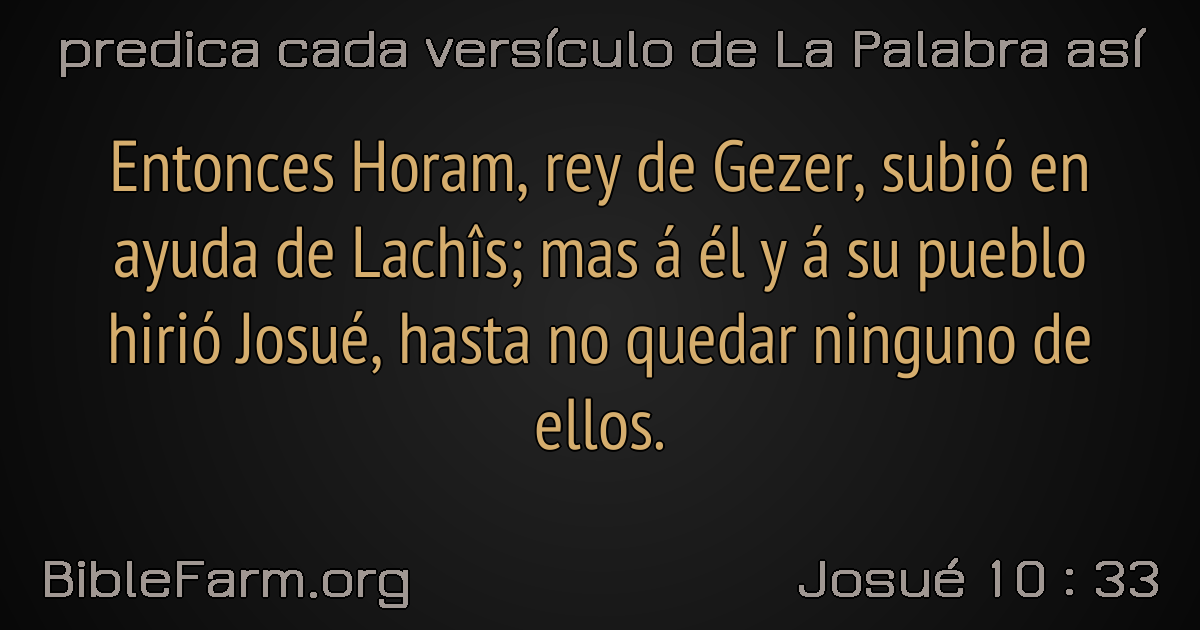 predica cada versículo de La Palabra así
Entonces Horam, rey de Gezer, subió en
ayuda de Lachîs; mas á él y á su pueblo
hirió Josué, hasta no quedar ninguno de
ellos.
BibleFarm.org
Josué 10 : 33